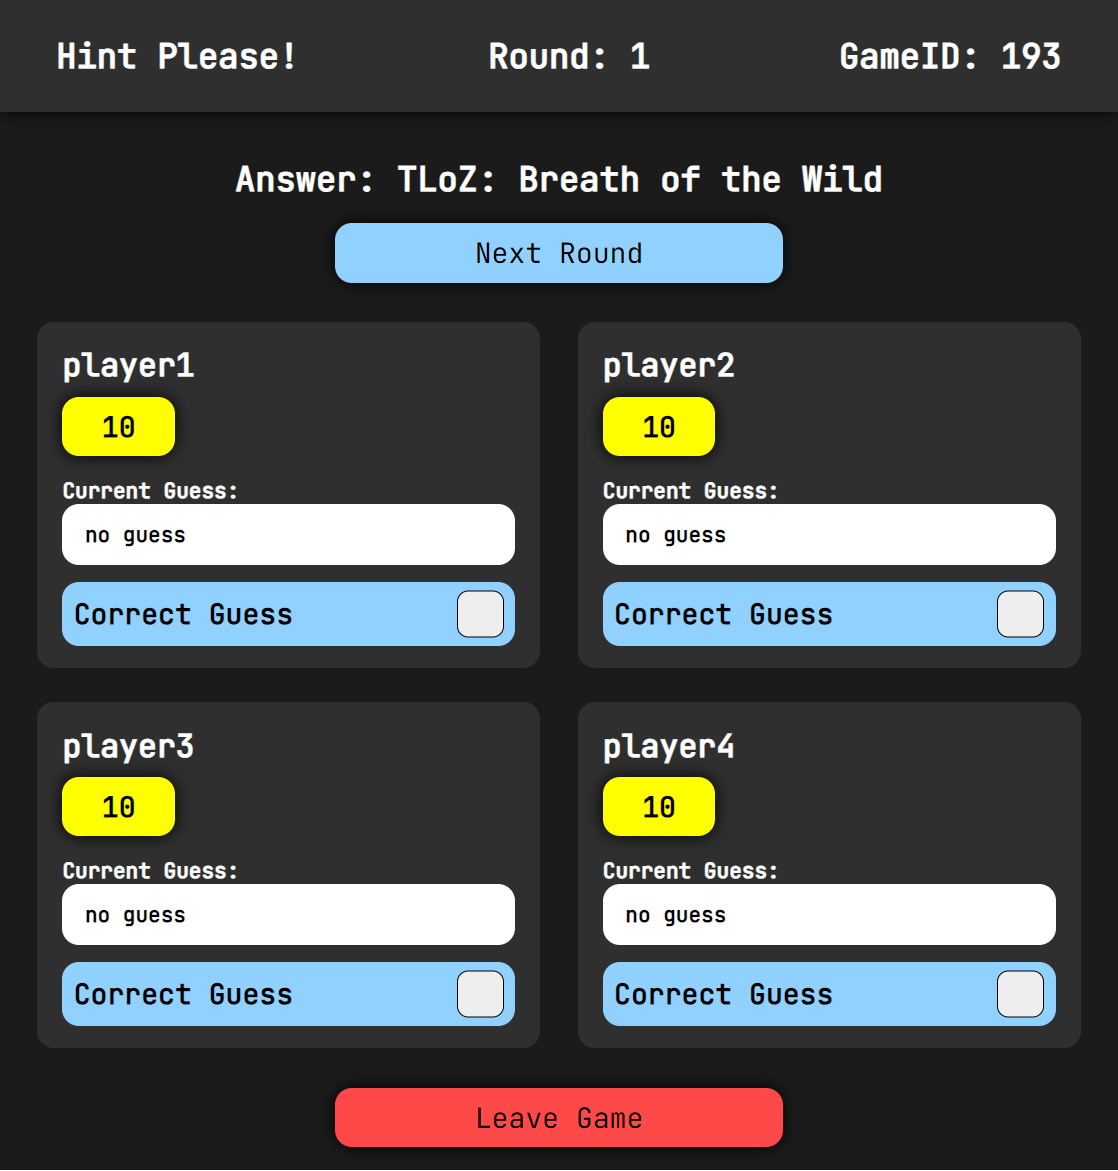 Hint Please! Round: 1 GameID: 193
Answer: TLoZ: Breath of the Wild
Next Round
player1
10
Current Guess:
no guess
Correct Guess
player2
10
Current Guess:
no guess
Correct Guess
player3
10
Current Guess:
no guess
Correct Guess
player4
10
Current Guess:
no guess
Correct Guess
Leave Game